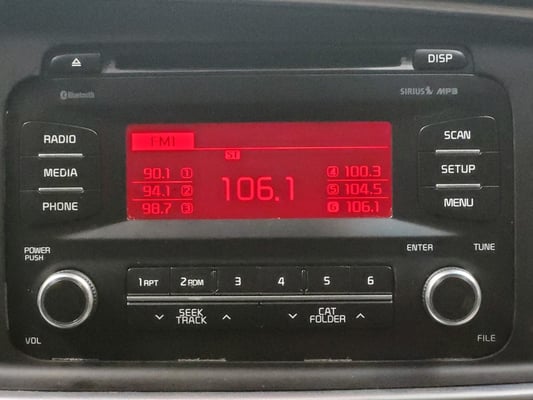 DISP
Bluetooth
SIRIUS MP3
RADIO
MEDIA
PHONE
FM1
ST
90.1 1
94.1 2
98.7 3
106.1
4 100.3
5 104.5
6 106.1
SCAN
SETUP
MENU
POWER
PUSH
VOL
1 RPT 2 RDM 3 4 5 6
SEEK
TRACK
CAT
FOLDER
ENTER
TUNE
FILE